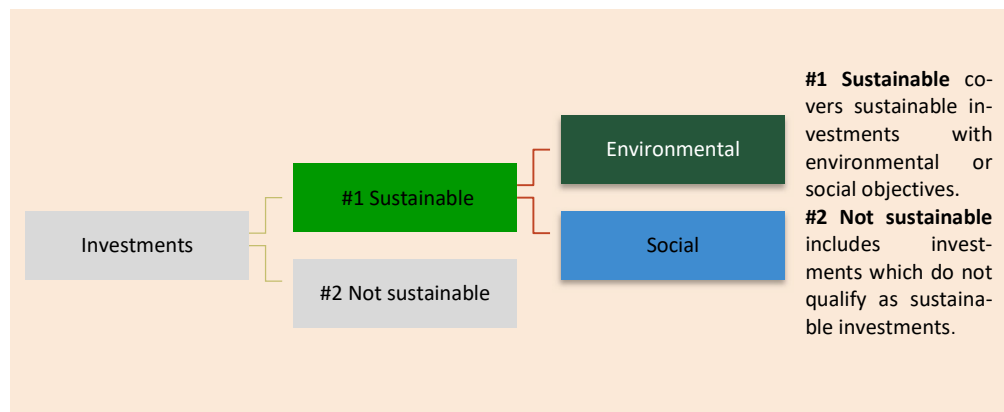 Investments
#1 Sustainable
#2 Not sustainable
Environmental
Social
#1 Sustainable co-
vers sustainable in-
vestments with
environmental or
social objectives.
#2 Not sustainable
includes invest-
ments which do not
qualify as sustaina-
ble investments.